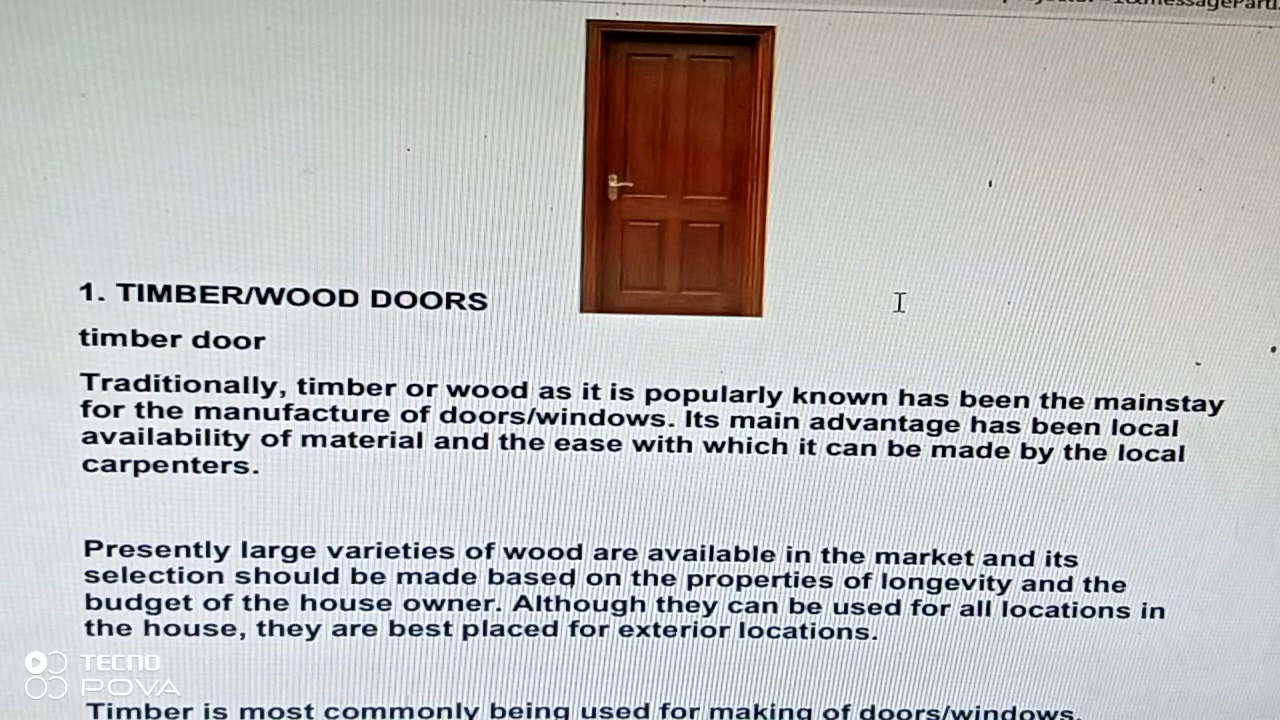 1. TIMBER/WOOD DOORS
timber door
Traditionally, timber or wood as it is popularly known has been the mainstay
for the manufacture of doors/windows. Its main advantage has been local
availability of material and the ease with which it can be made by the local
carpenters.
Presently large varieties of wood are available in the market and its
selection should be made based on the properties of longevity and the
budget of the house owner. Although they can be used for all locations in
the house, they are best placed for exterior locations.
Timber is most commonly being used for making of doors/windows.
TECNO
POVA